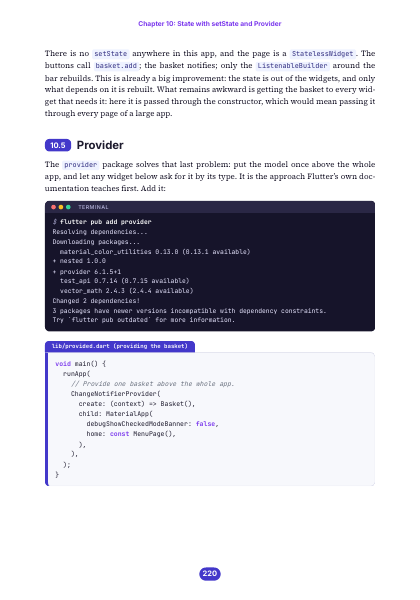 Chapter 10: State with setState and Provider
There is no setState anywhere in this app, and the page is a StatelessWidget. The
buttons call basket.add; the basket notifies; only the ListenableBuilder around the
bar rebuilds. This is already a big improvement: the state is out of the widgets, and only
what depends on it is rebuilt. What remains awkward is getting the basket to every wid-
get that needs it: here it is passed through the constructor, which would mean passing it
through every page of a large app.
10.5 Provider
The provider package solves that last problem: put the model once above the whole
app, and let any widget below ask for it by its type. It is the approach Flutter's own doc-
umentation teaches first. Add it:
TERMINAL
$ flutter pub add provider
Resolving dependencies...
Downloading packages...
  material_color_utilities 0.13.0 (0.13.1 available)
+ nested 1.0.0
+ provider 6.1.5+1
  test_api 0.7.14 (0.7.15 available)
  vector_math 2.4.3 (2.4.4 available)
Changed 2 dependencies!
3 packages have newer versions incompatible with dependency constraints.
Try `flutter pub outdated` for more information.
lib/provided.dart (providing the basket)
void main() {
  runApp(
    // Provide one basket above the whole app.
    ChangeNotifierProvider(
      create: (context) => Basket(),
      child: MaterialApp(
        debugShowCheckedModeBanner: false,
        home: const MenuPage(),
      ),
    ),
  );
}
220